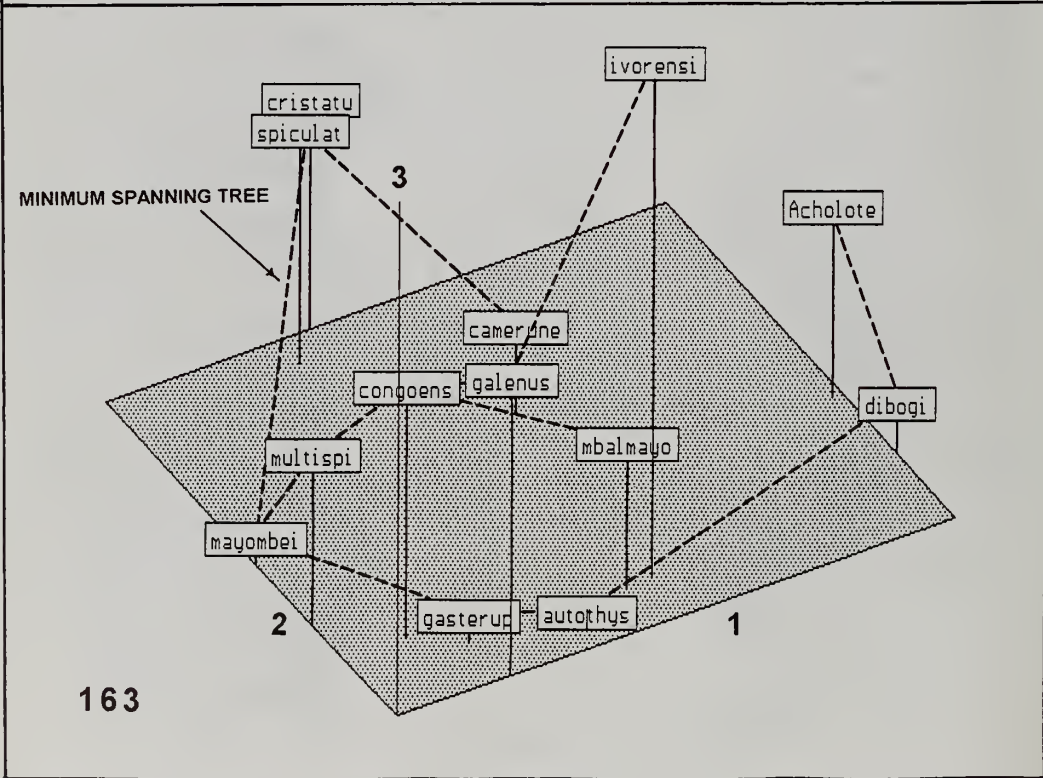 ivorensi
cristatu
spiculat
3
MINIMUM SPANNING TREE
Acholote
camerune
galenus
congoens
dibogi
mbalmayo
multispi
mayombei
gasterup
autothys
2
1
163